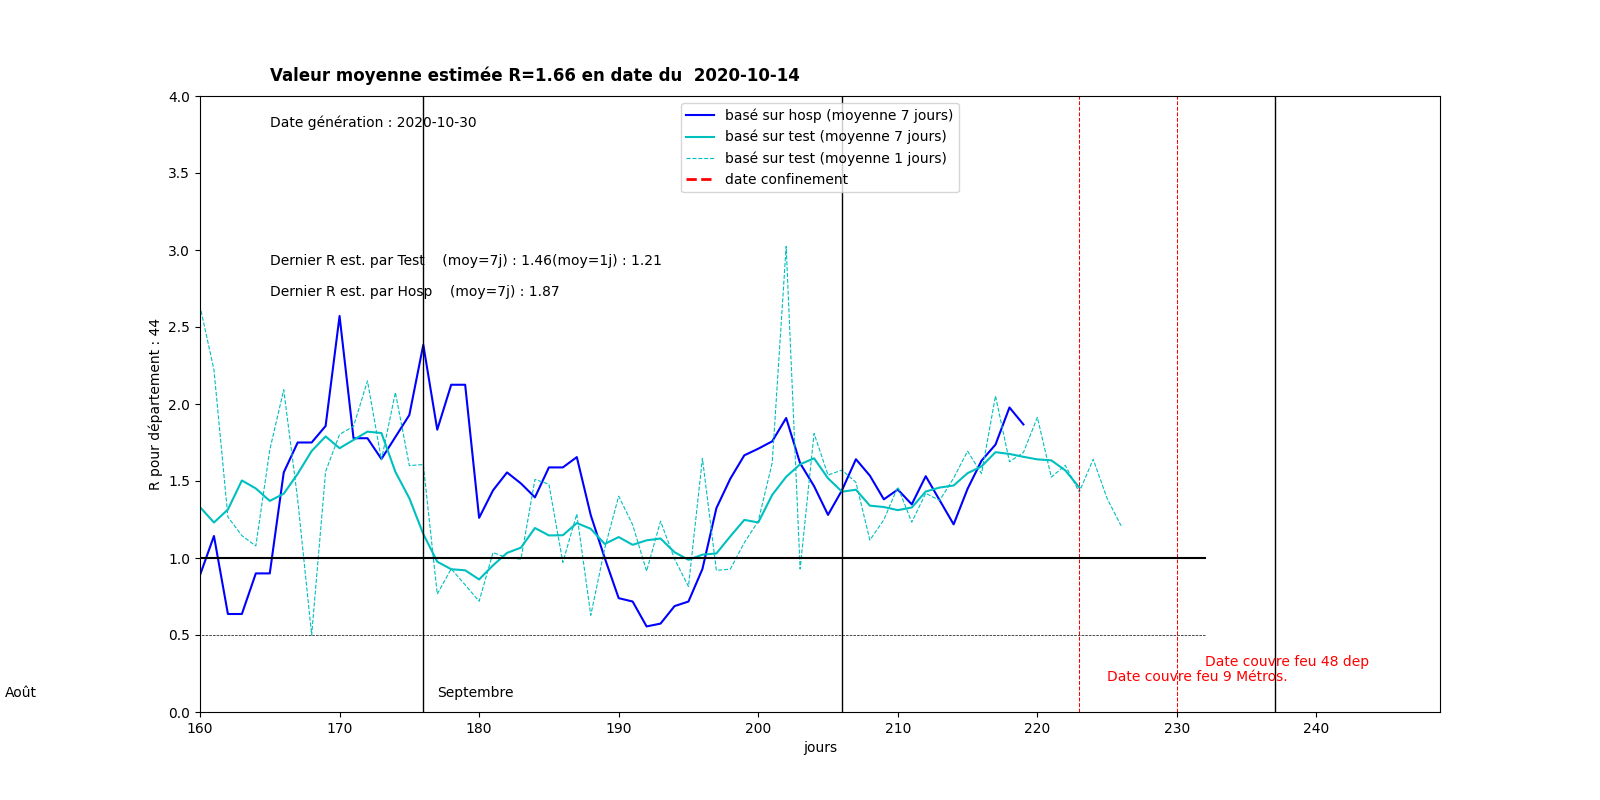 Valeur moyenne estimée R=1.66 en date du  2020-10-14
4.0
Date génération : 2020-10-30
basé sur hosp (moyenne 7 jours)
basé sur test (moyenne 7 jours)
basé sur test (moyenne 1 jours)
date confinement
3.5
3.0
Dernier R est. par Test    (moy=7j) : 1.46(moy=1j) : 1.21
Dernier R est. par Hosp    (moy=7j) : 1.87
2.5
R pour département : 44
2.0
1.5
1.0
0.5
Date couvre feu 48 dep
Date couvre feu 9 Métros.
Août
Septembre
0.0
160 170 180 190 200 210 220 230 240
jours